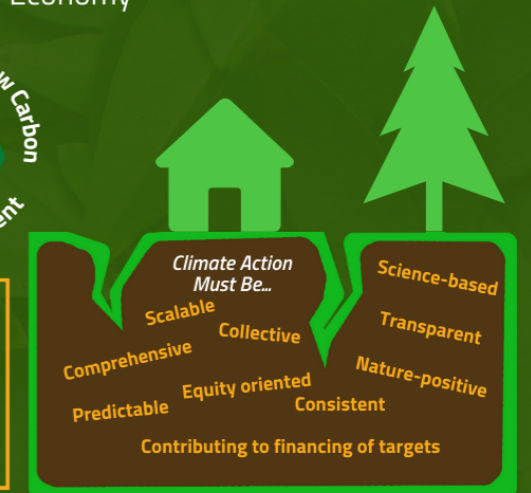 Economy
Carbon
Climate Action
Must Be...
Scalable
Collective
Comprehensive
Equity oriented
Predictable
Consistent
Science-based
Transparent
Nature-positive
Contributing to financing of targets